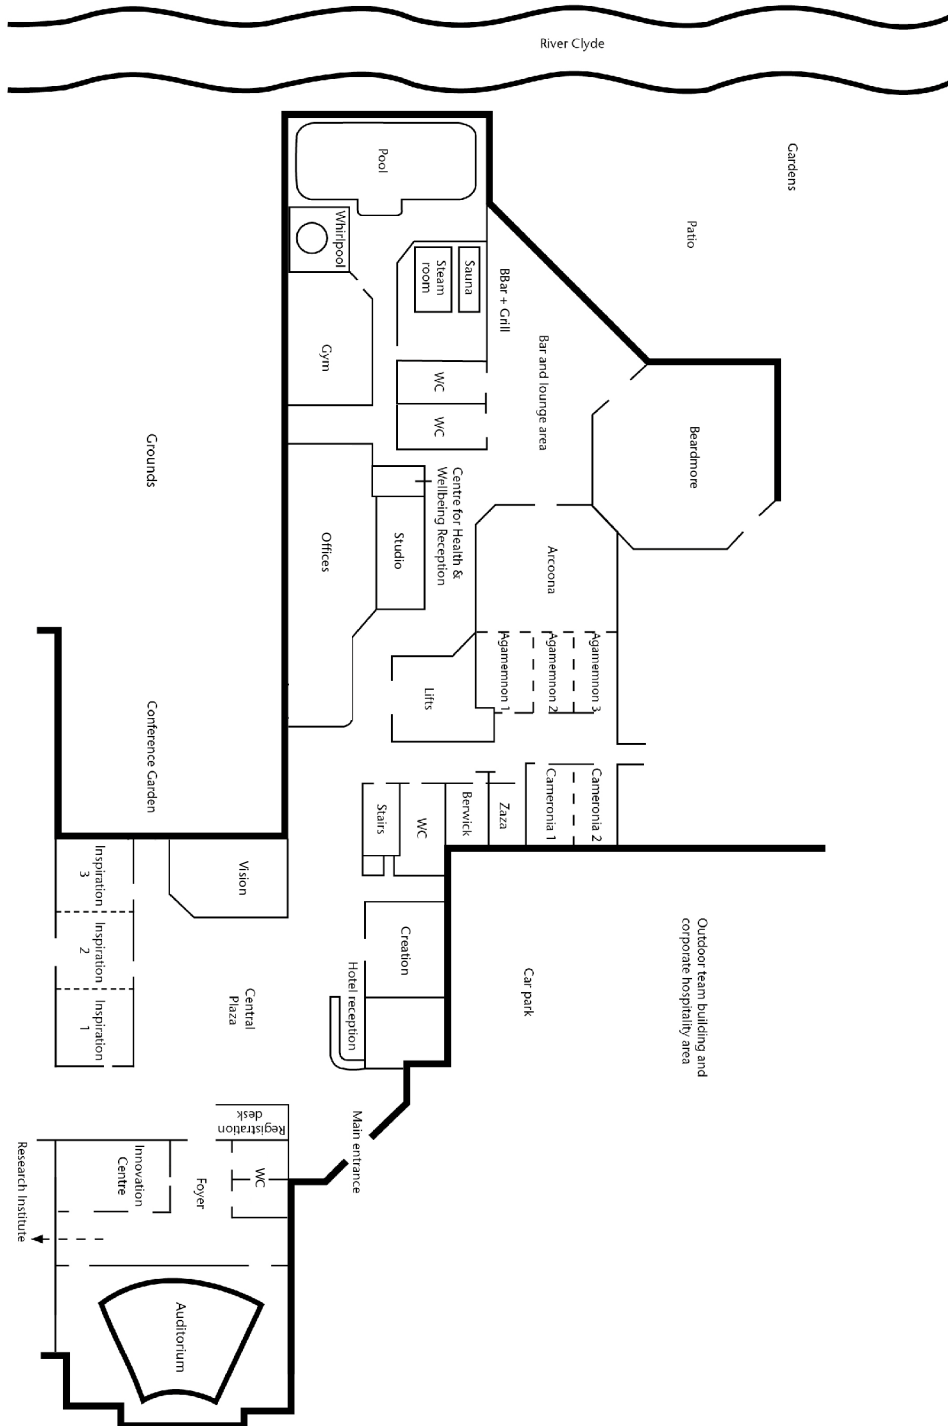 River Clyde
Gardens
Patio
Pool
Whirlpool
Steam
room
Sauna
BBar + Grill
Bar and lounge area
Gym
WC
WC
Beardmore
Grounds
Centre for Health &
Wellbeing Reception
Studio
Offices
Arcoona
Agamemnon 1
Agamemnon 2
Agamemnon 3
Lifts
Conference Garden
Stairs
WC
Berwick
Zaza
Cameronia 1
Cameronia 2
Inspiration
3
Inspiration
2
Inspiration
1
Vision
Creation
Hotel reception
Central
Plaza
Car park
Outdoor team building and
corporate hospitality area
Registration
desk
Main entrance
Research Institute
Innovation
Centre
Foyer
WC
Auditorium